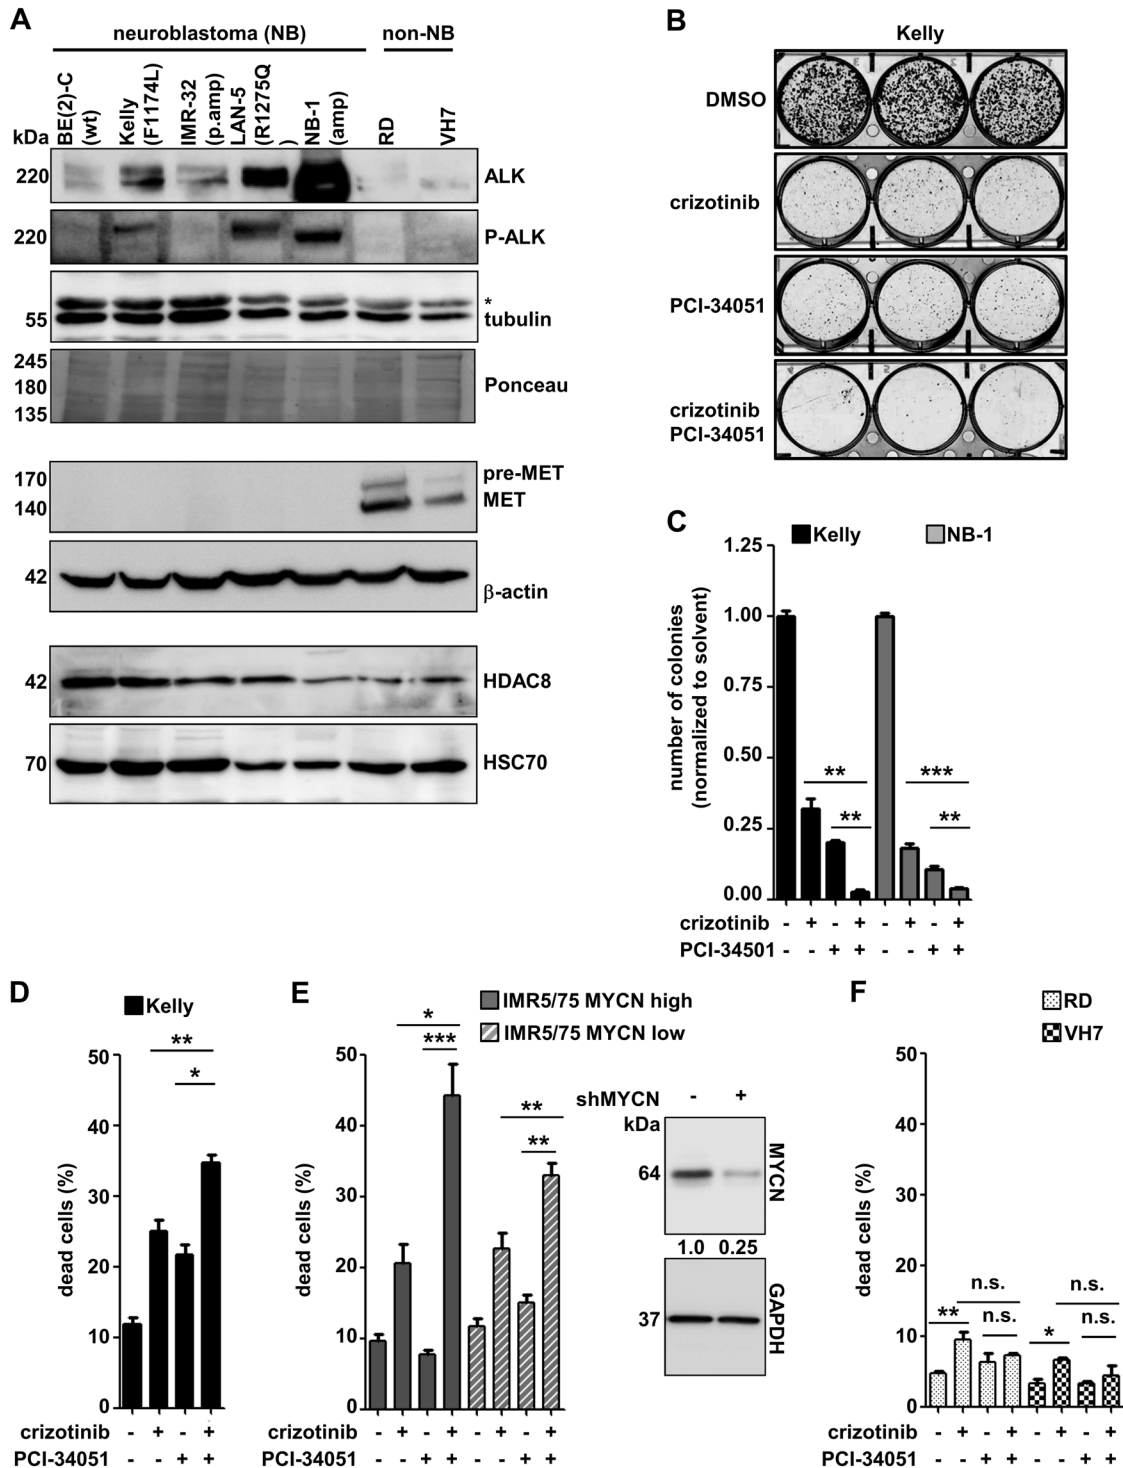 A
neuroblastoma (NB) non-NB
kDa
BE(2)-C
(wt)
Kelly
(F1174L)
IMR-32
(p.amp)
LAN-5
(R1275Q
)
NB-1
(amp)
RD
VH7
220 ALK
220 P-ALK
*
55 tubulin
245
180 Ponceau
135
170 pre-MET
140 MET
42 β-actin
42 HDAC8
70 HSC70
B
Kelly
DMSO
crizotinib
PCI-34051
crizotinib
PCI-34051
C
Kelly NB-1
number of colonies
(normalized to solvent)
1.25
1.00
0.75
0.50
0.25
0.00
** ***
** **
crizotinib - + - + - + - +
PCI-34501 - - + + - - + +
D
Kelly
dead cells (%)
50
40
30
20
10
0
**
*
crizotinib - + - +
PCI-34051 - - + +
E
IMR5/75 MYCN high
IMR5/75 MYCN low
dead cells (%)
50
40
30
20
10
0
*
***
**
**
crizotinib - + - + - + - +
PCI-34051 - - + + - - + +
shMYCN - +
kDa
64 MYCN
1.0 0.25
37 GAPDH
F
RD
VH7
dead cells (%)
50
40
30
20
10
0
n.s. n.s.
** n.s. * n.s.
crizotinib - + - + - + - +
PCI-34051 - - + + - - + +